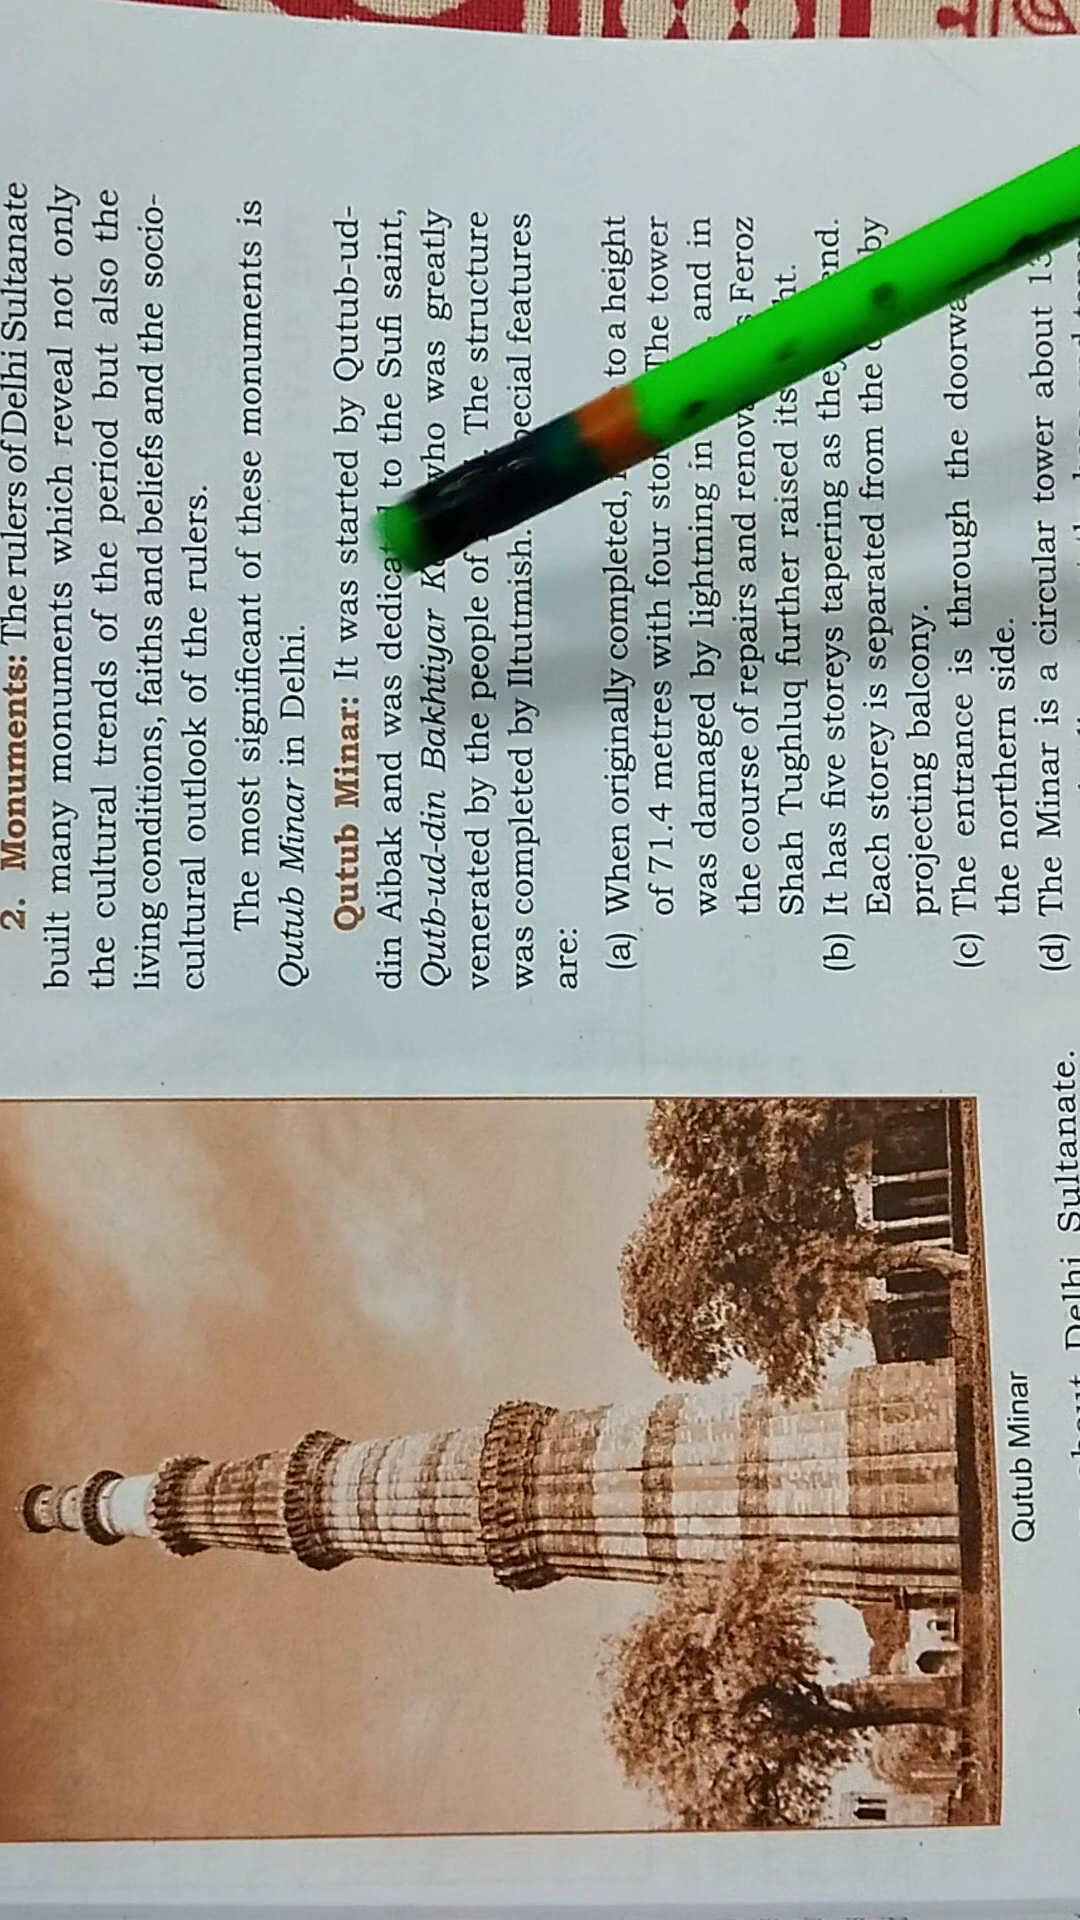 2. Monuments: The rulers of Delhi Sultanate
built many monuments which reveal not only
the cultural trends of the period but also the
living conditions, faiths and beliefs and the socio-
cultural outlook of the rulers.
The most significant of these monuments is
Qutub Minar in Delhi.
Qutub Minar: It was started by Qutub-ud-
din Aibak and was to the Sufi saint,
Qutb-ud-din Bakhtiyar who was greatly
venerated by the people of The structure
was completed by Iltutmish. features
are:
(a) When originally completed, to a height
of 71.4 metres with four The tower
was damaged by lightning in and in
the course of repairs and Feroz
Shah Tughluq further raised its
(b) It has five storeys tapering as
Each storey is separated from the by
projecting balcony.
(c) The entrance is through the
the northern side.
(d) The Minar is a circular tower about
Qutub Minar
Delhi Sultanate.